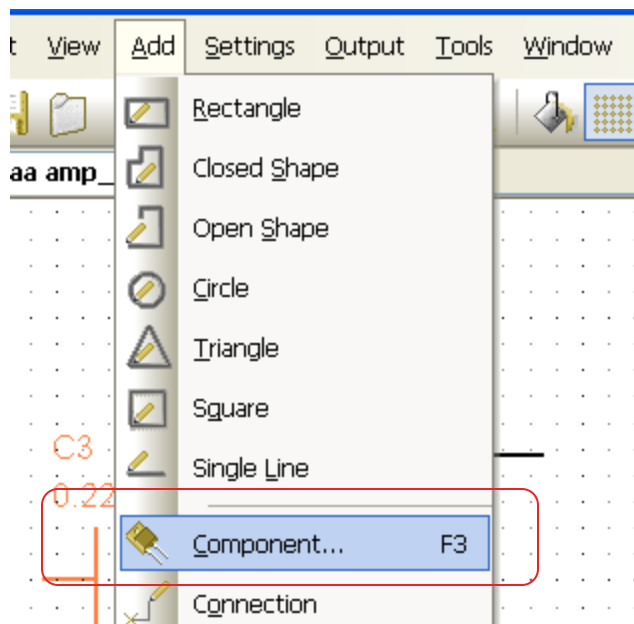 t View Add Settings Output Tools Window
Rectangle
aa amp_
Closed Shape
Open Shape
Circle
Triangle
Square
C3
Single Line
0.22
Component... F3
Connection